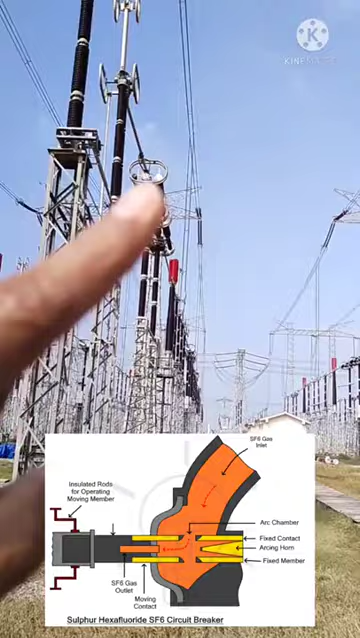 K
KINEMA
SF6 Gas
Inlet
Insulated Rods
for Operating
Moving Member
Arc Chamber
Fixed Contact
Arcing Horn
Fixed Member
SF6 Gas
Outlet
Moving
Contact
Sulphur Hexafluoride SF6 Circuit Breaker